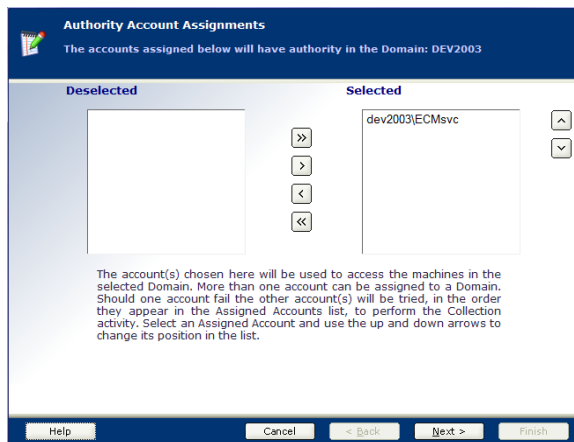 Authority Account Assignments
The accounts assigned below will have authority in the Domain: DEV2003
Deselected
Selected
dev2003\ECMsvc
>>
>
<
<<
The account(s) chosen here will be used to access the machines in the
selected Domain. More than one account can be assigned to a Domain.
Should one account fail the other account(s) will be tried, in the order
they appear in the Assigned Accounts list, to perform the Collection
activity. Select an Assigned Account and use the up and down arrows to
change its position in the list.
Help
Cancel
< Back
Next >
Finish